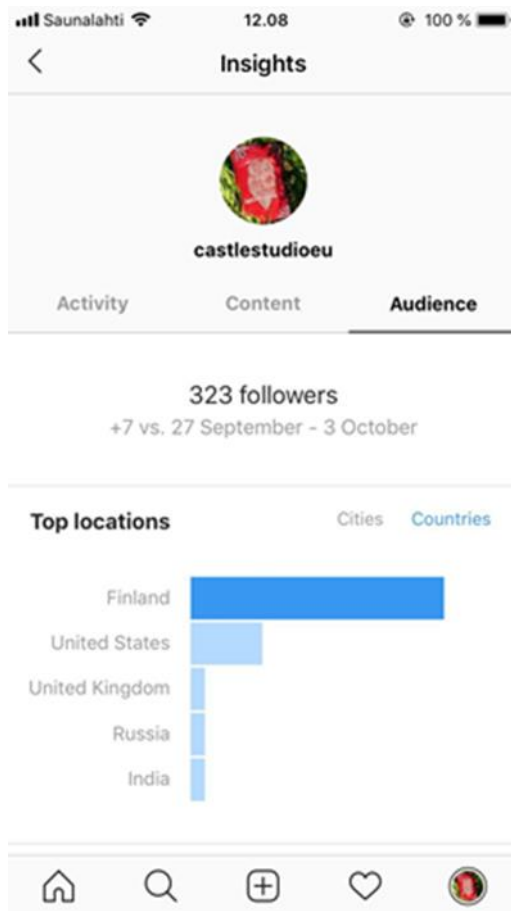 Saunalahti 12.08 100 %
Insights
castlestudioeu
Activity Content Audience
323 followers
+7 vs. 27 September - 3 October
Top locations Cities Countries
Finland
United States
United Kingdom
Russia
India